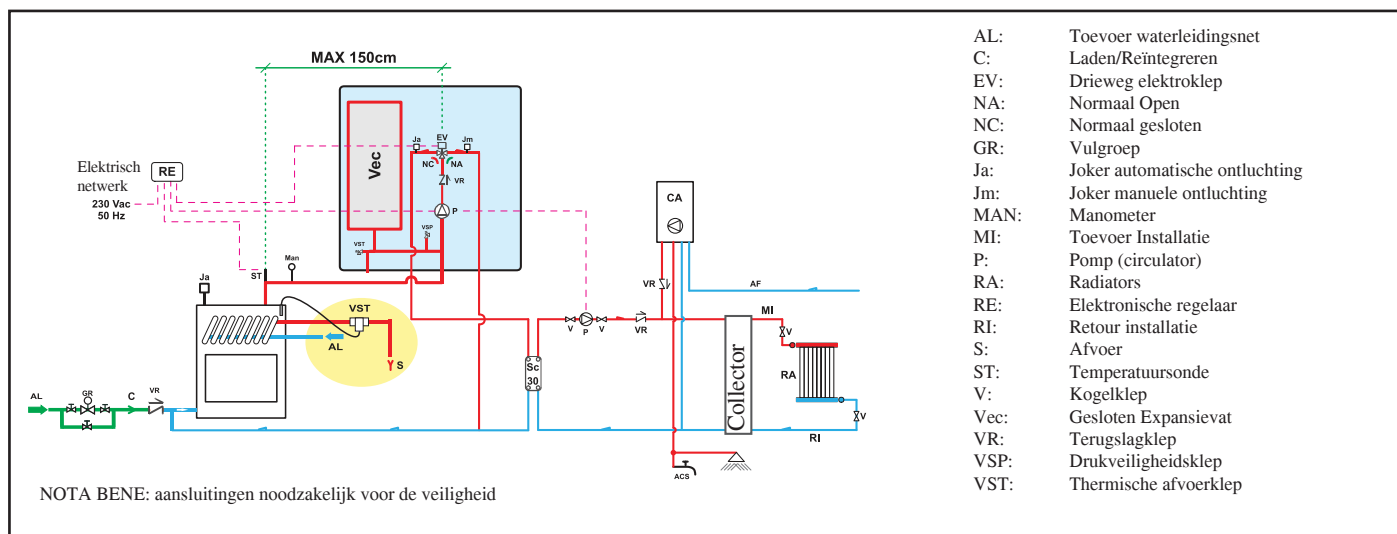 MAX 150cm
Ja
EV
Jm
NC
NA
Vec
VR
P
VSP
VST
Elektrisch
netwerk
RE
230 Vac
50 Hz
ST
Man
Ja
VST
AL
S
AL
GR
C
VR
CA
VR
AF
V
P
V
VR
MI
V
Sc
30
Collector
RA
V
RI
ACS
NOTA BENE: aansluitingen noodzakelijk voor de veiligheid
AL: Toevoer waterleidingsnet
C: Laden/Reïntegreren
EV: Drieweg elektroklep
NA: Normaal Open
NC: Normaal gesloten
GR: Vulgroep
Ja: Joker automatische ontluchting
Jm: Joker manuele ontluchting
MAN: Manometer
MI: Toevoer Installatie
P: Pomp (circulator)
RA: Radiators
RE: Elektronische regelaar
RI: Retour installatie
S: Afvoer
ST: Temperatuursonde
V: Kogelklep
Vec: Gesloten Expansievat
VR: Terugslagklep
VSP: Drukveiligheidsklep
VST: Thermische afvoerklep